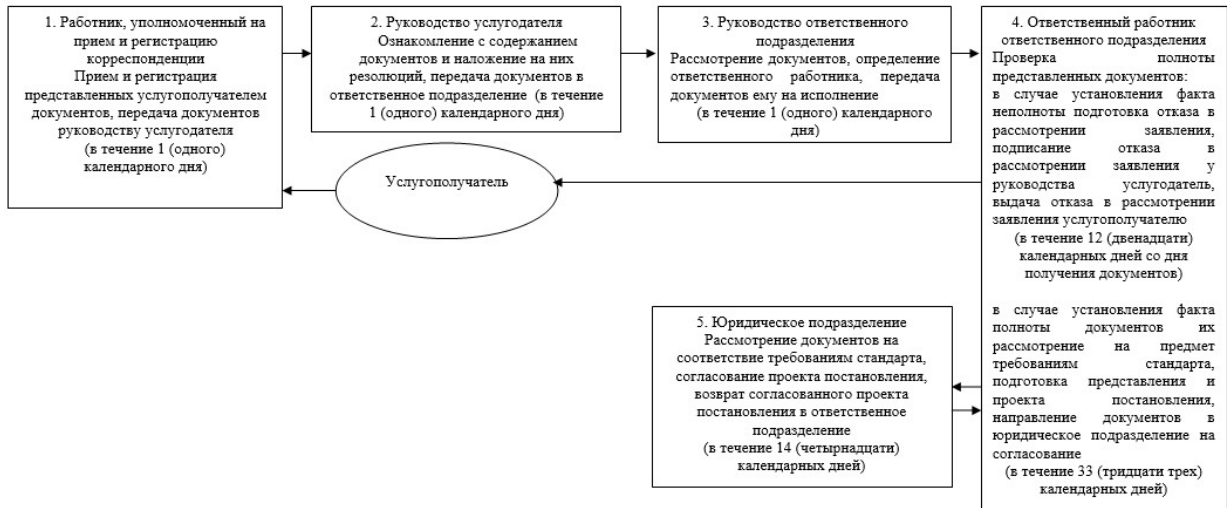 1. Работник, уполномоченный на
прием и регистрацию
корреспонденции
Прием и регистрация
представленных услугополучателем
документов, передача документов
руководству услугодателя
(в течение 1 (одного)
календарного дня)
2. Руководство услугодателя
Ознакомление с содержанием
документов и наложение на них
резолюций, передача документов в
ответственное подразделение (в течение
1 (одного) календарного дня)
3. Руководство ответственного
подразделения
Рассмотрение документов, определение
ответственного работника, передача
документов ему на исполнение
(в течение 1 (одного) календарного
дня)
4. Ответственный работник
ответственного подразделения
Проверка полноты
представленных документов:
в случае установления факта
неполноты подготовка отказа в
рассмотрении заявления,
подписание отказа в
рассмотрении заявления у
руководства услугодатель,
выдача отказа в рассмотрении
заявления услугополучателю
(в течение 12 (двенадцати)
календарных дней со дня
получения документов)
в случае установления факта
полноты документов их
рассмотрение на предмет
требованиям стандарта,
подготовка представления и
проекта постановления,
направление документов в
юридическое подразделение на
согласование
(в течение 33 (тридцати трех)
календарных дней)
Услугополучатель
5. Юридическое подразделение
Рассмотрение документов на
соответствие требованиям стандарта,
согласование проекта постановления,
возврат согласованного проекта
постановления в ответственное
подразделение
(в течение 14 (четырнадцати)
календарных дней)